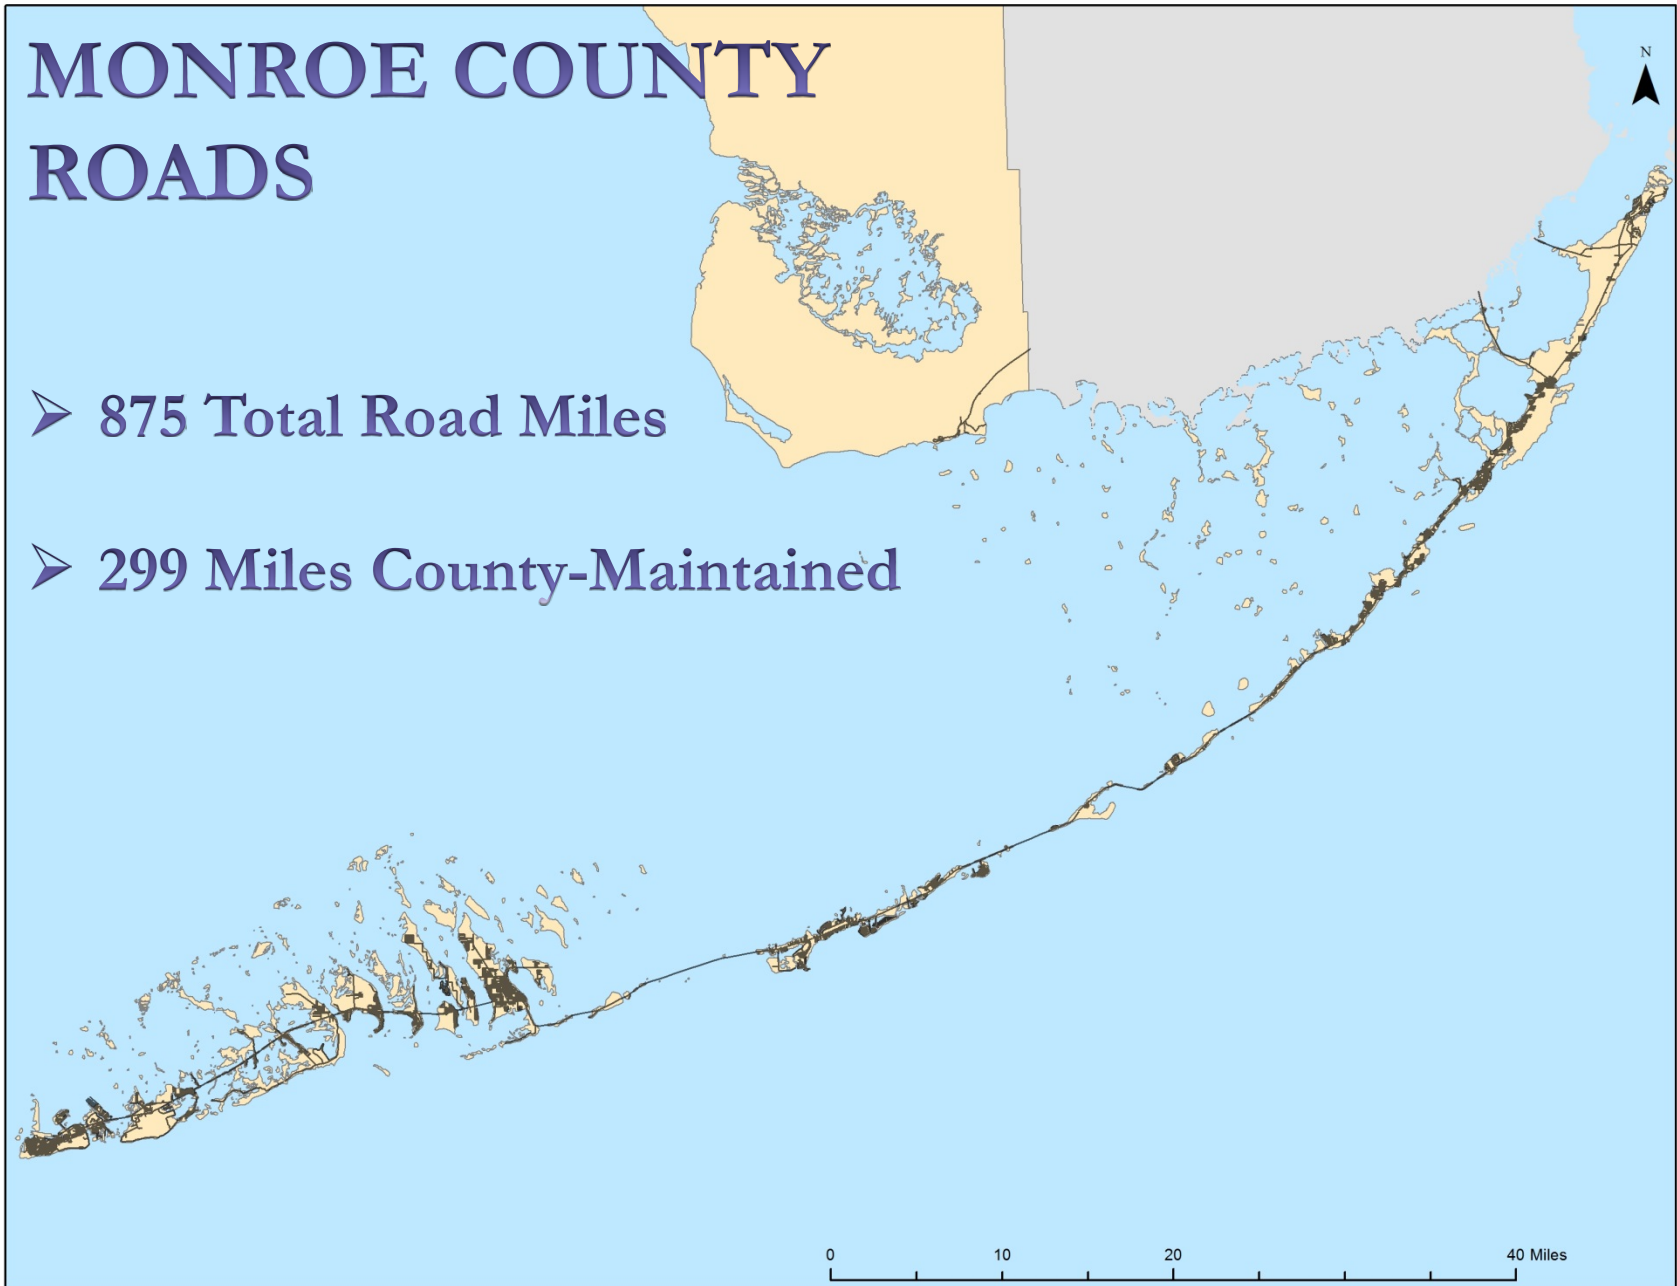 MONROE COUNTY
ROADS
N
➢ 875 Total Road Miles
➢ 299 Miles County-Maintained
0 10 20 40 Miles